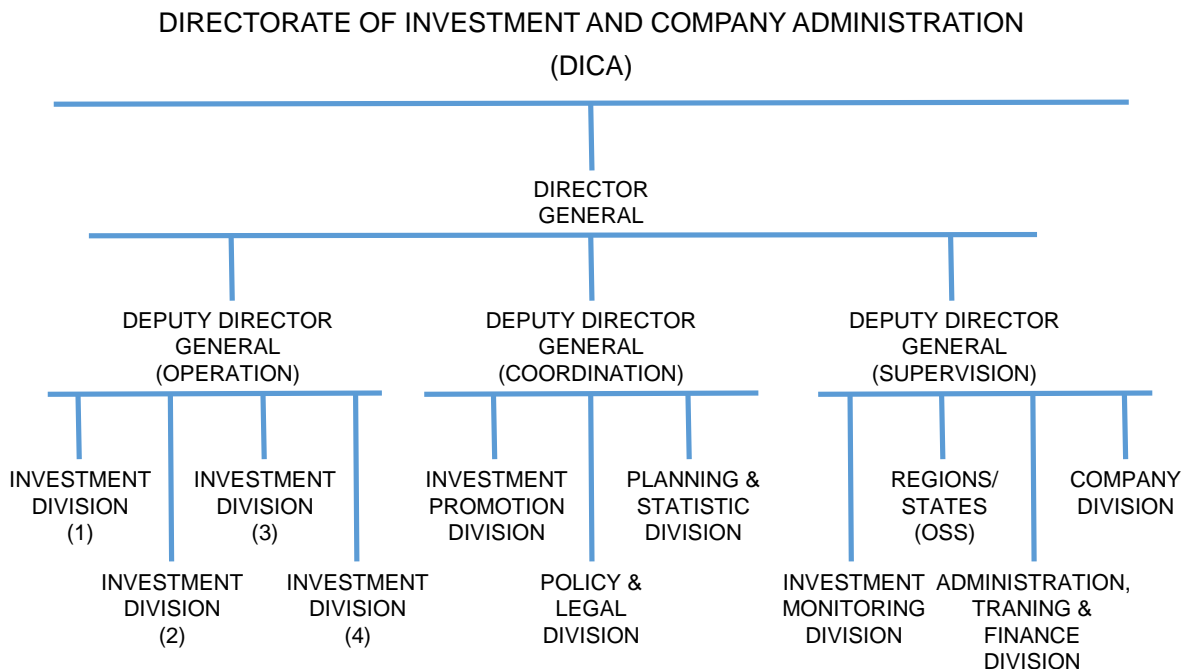 DIRECTORATE OF INVESTMENT AND COMPANY ADMINISTRATION
(DICA)
DIRECTOR
GENERAL
DEPUTY DIRECTOR
GENERAL
(OPERATION)
DEPUTY DIRECTOR
GENERAL
(COORDINATION)
DEPUTY DIRECTOR
GENERAL
(SUPERVISION)
INVESTMENT
DIVISION
(1)
INVESTMENT
DIVISION
(2)
INVESTMENT
DIVISION
(3)
INVESTMENT
DIVISION
(4)
INVESTMENT
PROMOTION
DIVISION
POLICY &
LEGAL
DIVISION
PLANNING &
STATISTIC
DIVISION
INVESTMENT
MONITORING
DIVISION
REGIONS/
STATES
(OSS)
ADMINISTRATION,
TRANING &
FINANCE
DIVISION
COMPANY
DIVISION